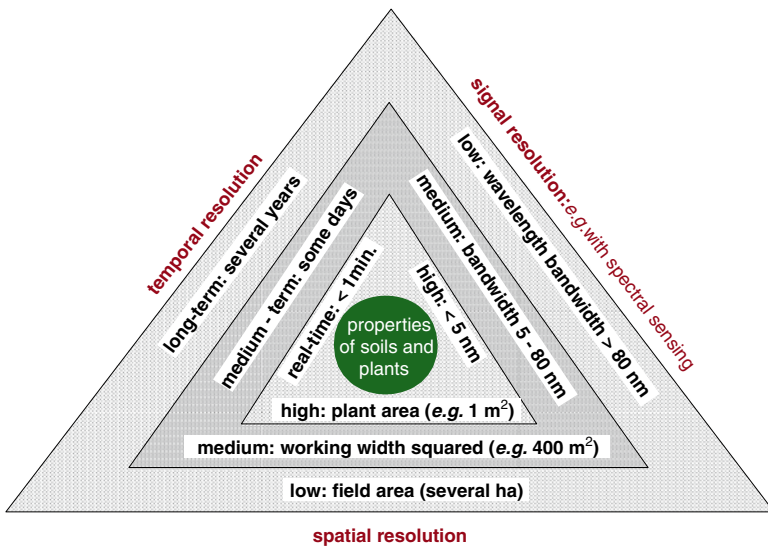 temporal resolution
long-term: several years
medium - term: some days
real-time: < 1min.
signal resolution:e.g.with spectral sensing
low: wavelength bandwidth > 80 nm
medium: bandwidth 5 - 80 nm
high: < 5 nm
properties
of soils and
plants
high: plant area (e.g. 1 m²)
medium: working width squared (e.g. 400 m²)
low: field area (several ha)
spatial resolution